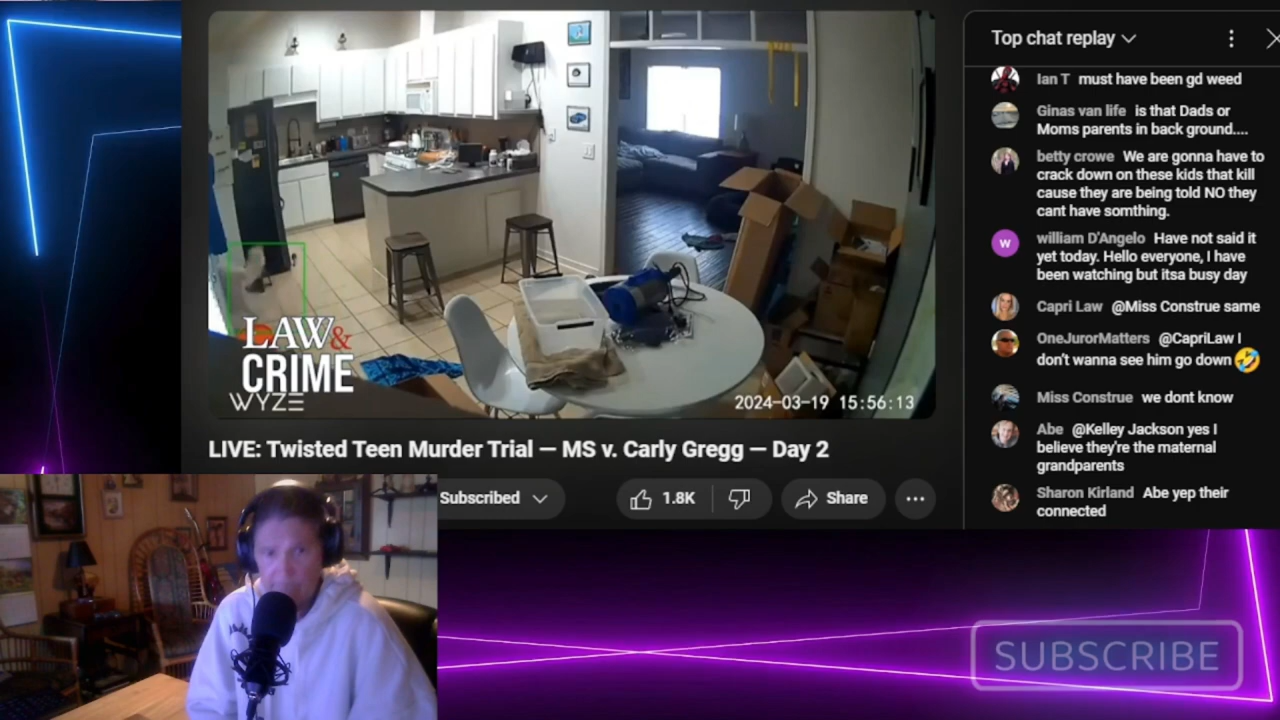 Top chat replay
Ian T must have been gd weed
Ginas van life is that Dads or
Moms parents in back ground....
betty crowe We are gonna have to
crack down on these kids that kill
cause they are being told NO they
cant have somthing.
W
william D'Angelo Have not said it
yet today. Hello everyone, I have
been watching but itsa busy day
Capri Law @Miss Construe same
OneJurorMatters @CapriLaw I
don't wanna see him go down 🤣
Miss Construe we dont know
Abe @Kelley Jackson yes I
believe they're the maternal
grandparents
Sharon Kirland Abe yep their
connected
LAW&
CRIME
WYZE
2024-03-19 15:56:13
LIVE: Twisted Teen Murder Trial — MS v. Carly Gregg — Day 2
Subscribed
1.8K
Share
SUBSCRIBE